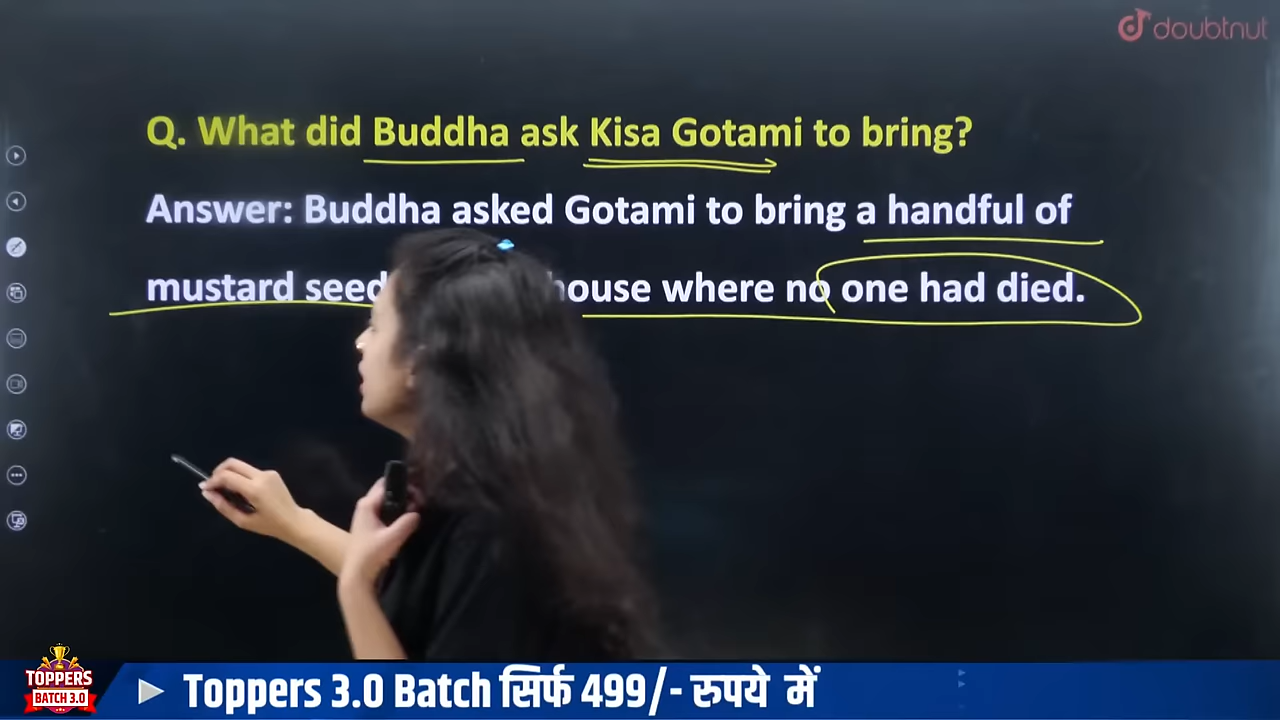 doubtnut
Q. What did Buddha ask Kisa Gotami to bring?
Answer: Buddha asked Gotami to bring a handful of
mustard seed house where no one had died.
TOPPERS
BATCH 3.0
Toppers 3.0 Batch सिर्फ 499/- रुपये में